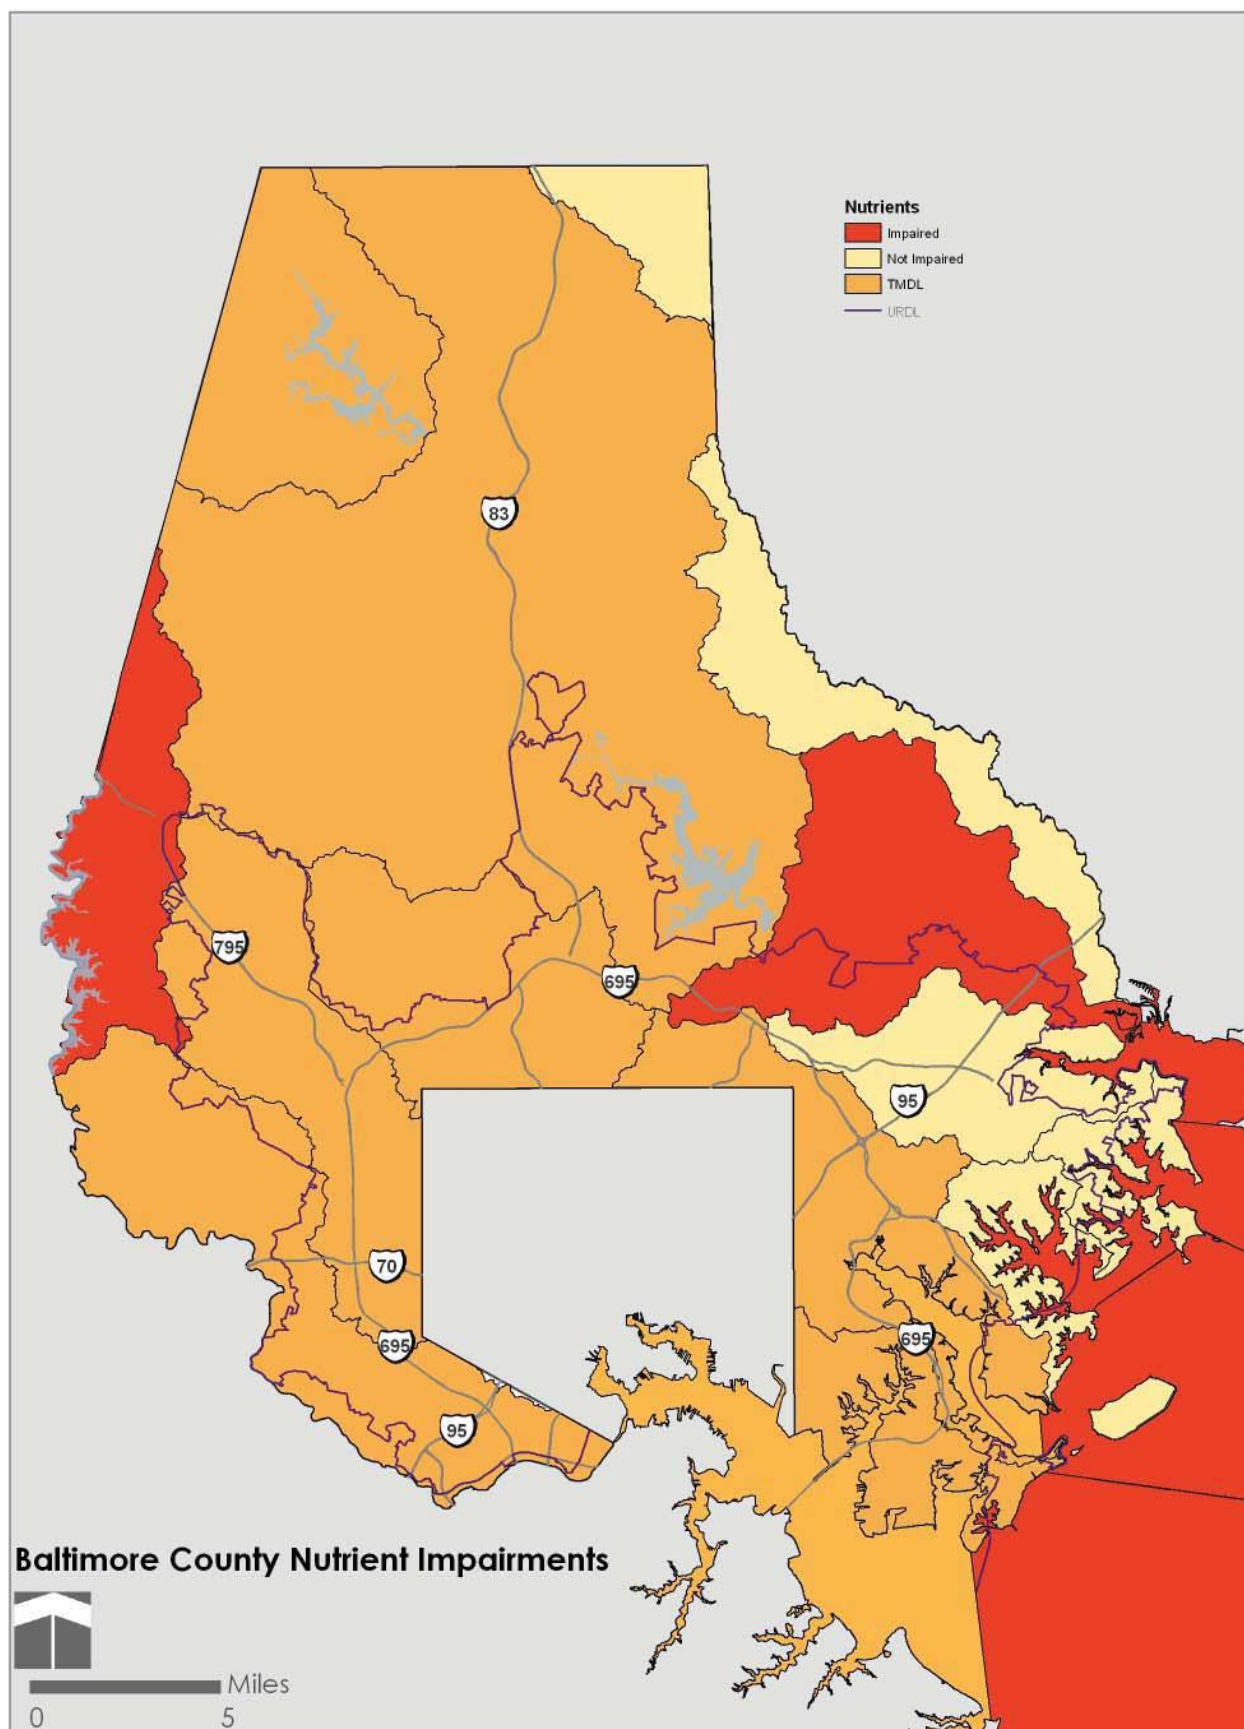 Nutrients
Impaired
Not Impaired
TMDL
URDL
83
795
695
95
70
695
695
95
Baltimore County Nutrient Impairments
Miles
0 5